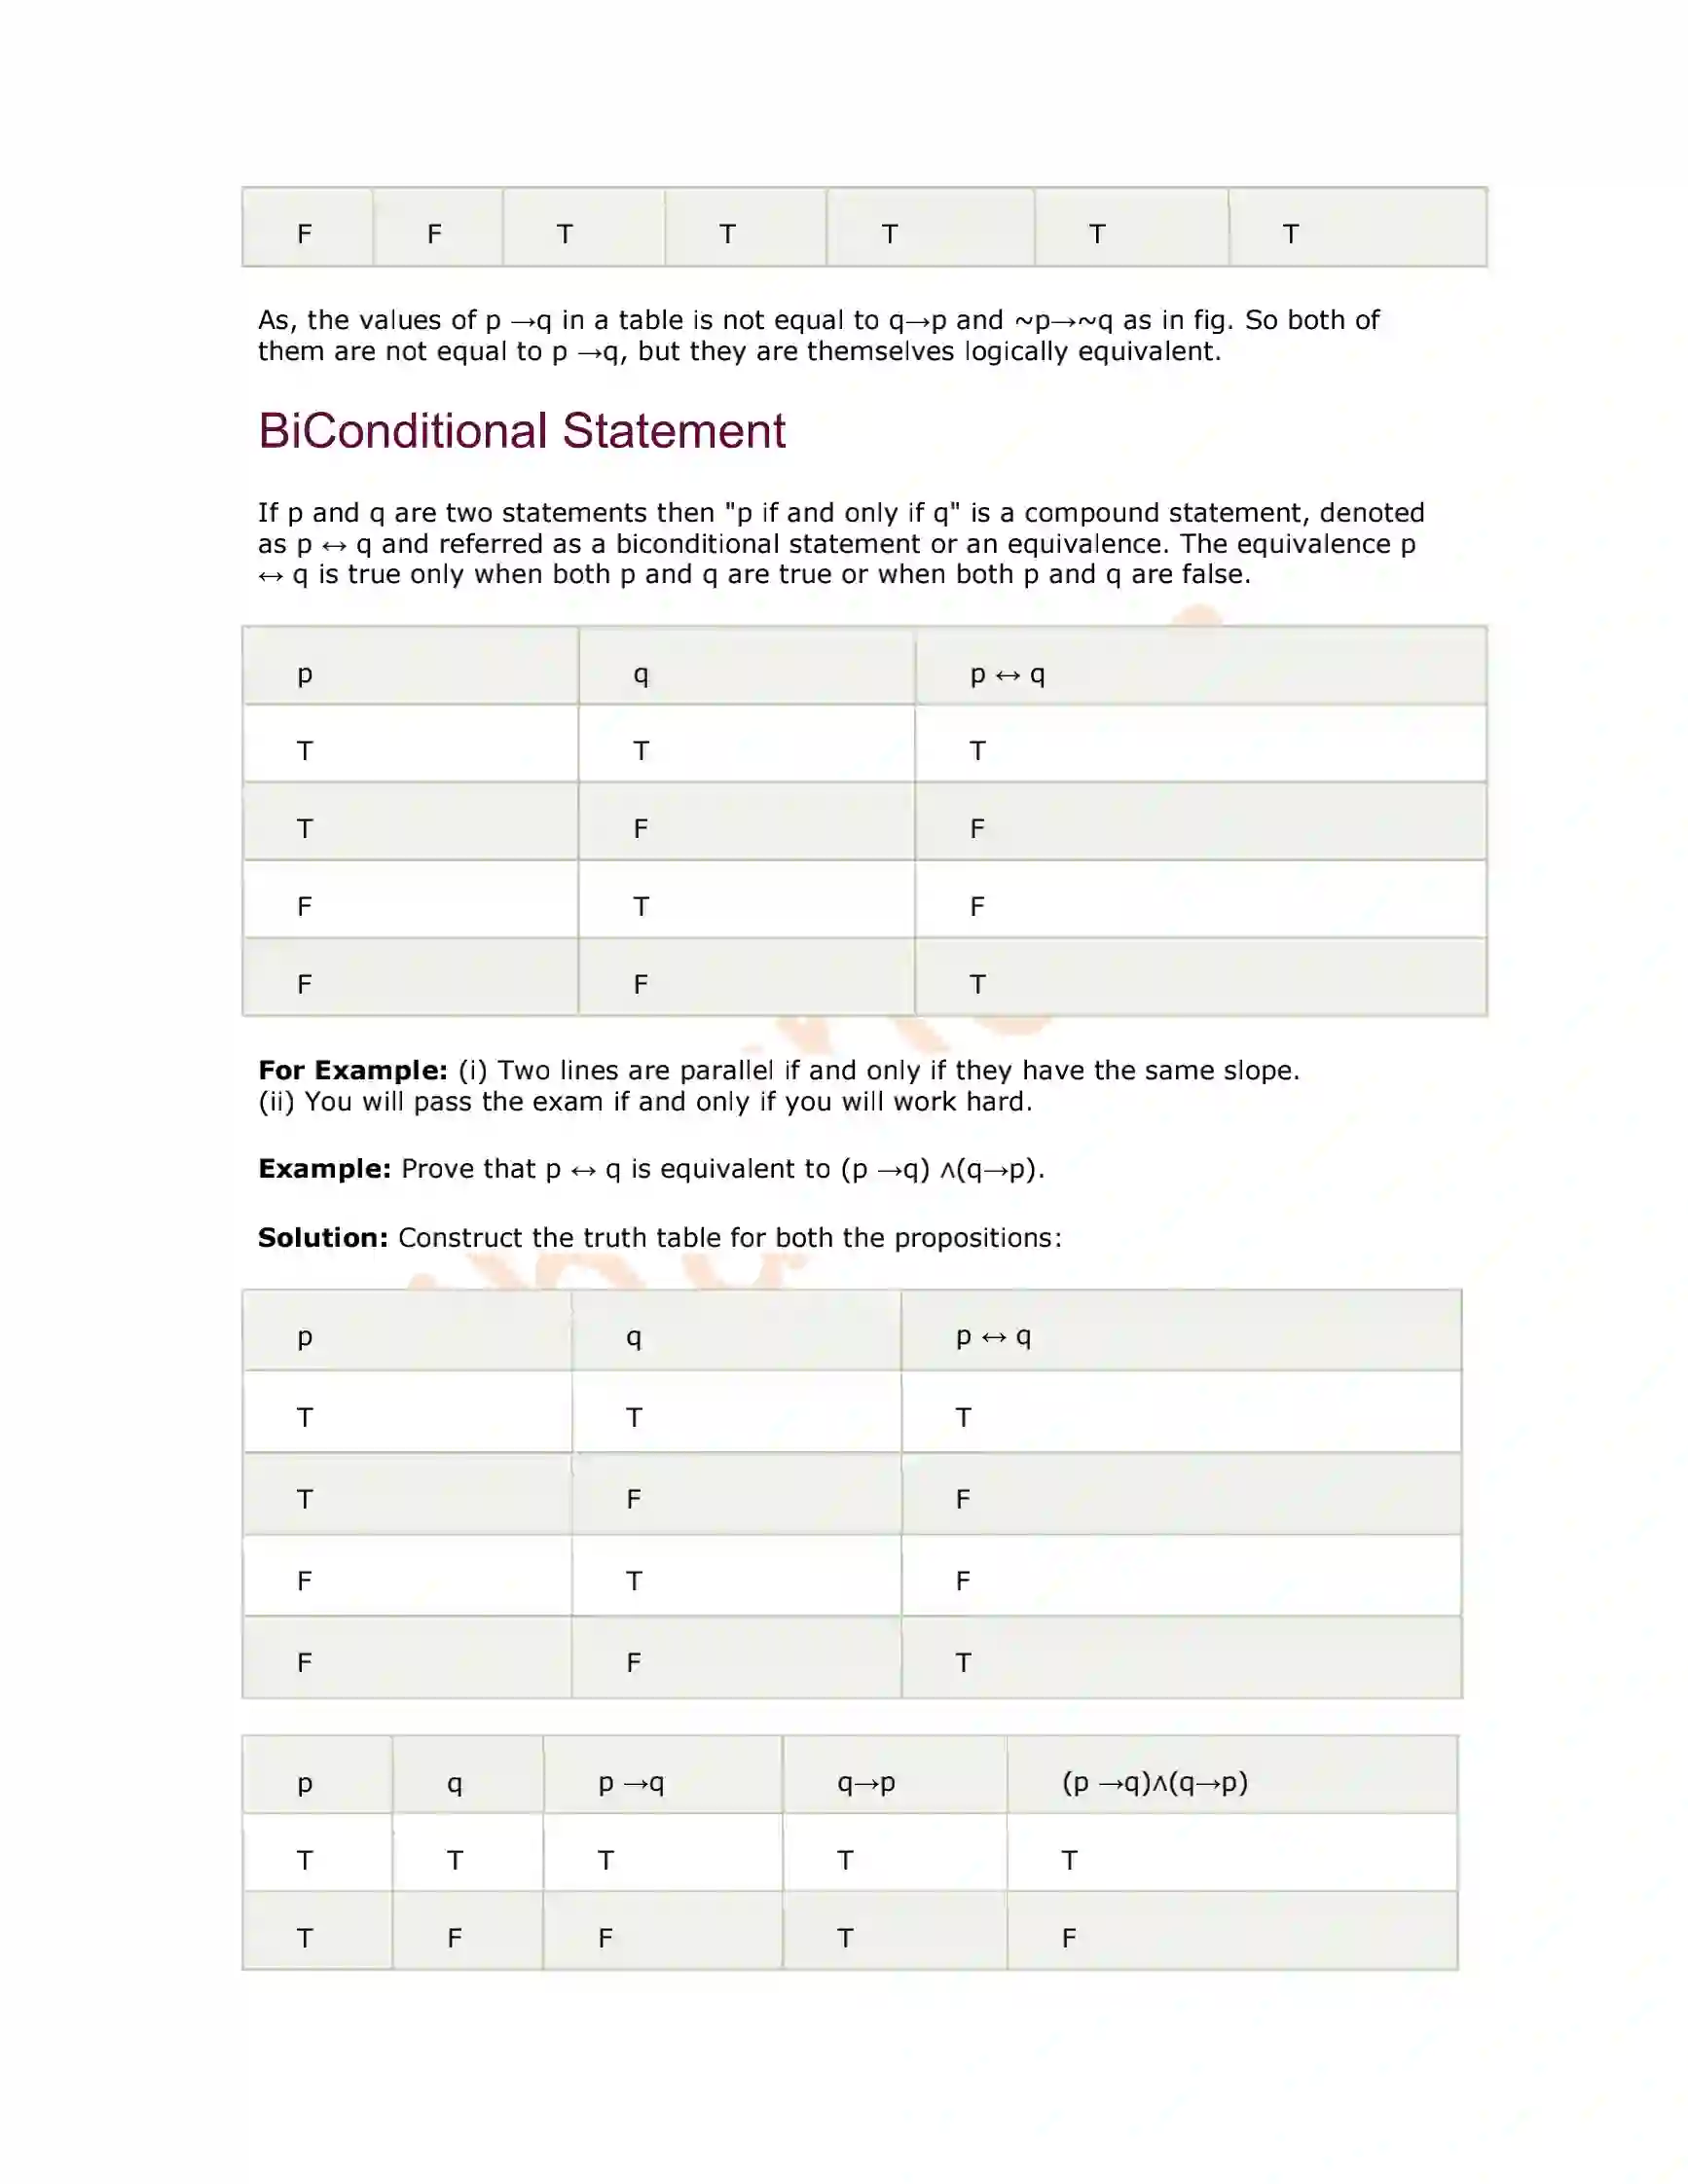 F F T T T T T
As, the values of p →q in a table is not equal to q→p and ~p→~q as in fig. So both of
them are not equal to p →q, but they are themselves logically equivalent.
BiConditional Statement
If p and q are two statements then "p if and only if q" is a compound statement, denoted
as p ↔ q and referred as a biconditional statement or an equivalence. The equivalence p
↔ q is true only when both p and q are true or when both p and q are false.
p q p ↔ q
T T T
T F F
F T F
F F T
For Example: (i) Two lines are parallel if and only if they have the same slope.
(ii) You will pass the exam if and only if you will work hard.
Example: Prove that p ↔ q is equivalent to (p →q) ∧(q→p).
Solution: Construct the truth table for both the propositions:
p q p ↔ q
T T T
T F F
F T F
F F T
p q p →q q→p (p →q)∧(q→p)
T T T T T
T F F T F